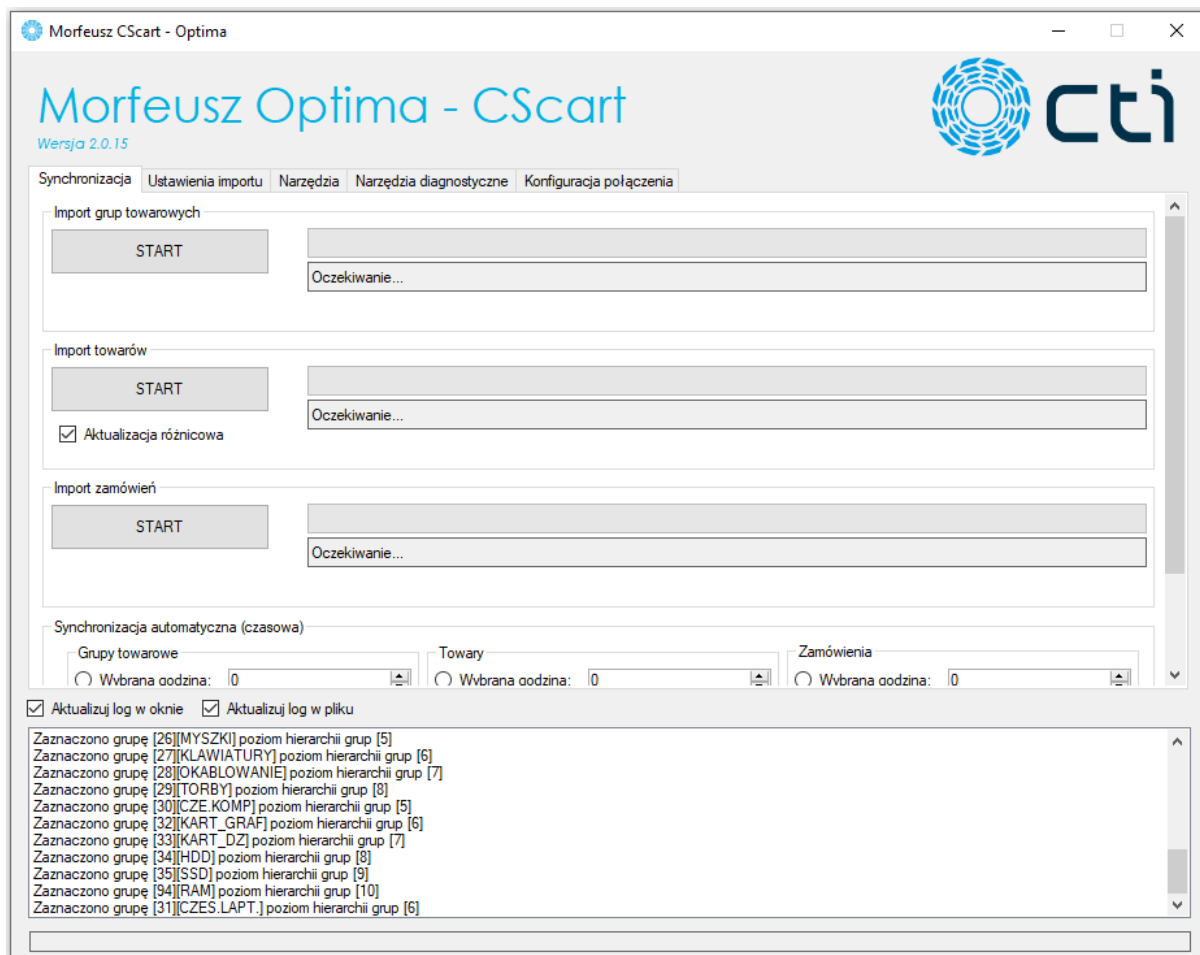 Morfeusz CScart - Optima
Morfeusz Optima - CScart
cti
Wersja 2.0.15
Synchronizacja Ustawienia importu Narzędzia Narzędzia diagnostyczne Konfiguracja połączenia
Import grup towarowych
START
Oczekiwanie...
Import towarów
START
Oczekiwanie...
Aktualizacja różnicowa
Import zamówień
START
Oczekiwanie...
Synchronizacja automatyczna (czasowa)
Grupy towarowe Towary Zamówienia
Wybrana godzina: 0 Wybrana godzina: 0 Wybrana godzina: 0
Aktualizuj log w oknie Aktualizuj log w pliku
Zaznaczono grupę [26][MYSZKI] poziom hierarchii grup [5]
Zaznaczono grupę [27][KLAWIATURY] poziom hierarchii grup [6]
Zaznaczono grupę [28][OKABLOWANIE] poziom hierarchii grup [7]
Zaznaczono grupę [29][TORBY] poziom hierarchii grup [8]
Zaznaczono grupę [30][CZE.KOMP] poziom hierarchii grup [5]
Zaznaczono grupę [32][KART_GRAF] poziom hierarchii grup [6]
Zaznaczono grupę [33][KART_DZ] poziom hierarchii grup [7]
Zaznaczono grupę [34][HDD] poziom hierarchii grup [8]
Zaznaczono grupę [35][SSD] poziom hierarchii grup [9]
Zaznaczono grupę [94][RAM] poziom hierarchii grup [10]
Zaznaczono grupę [31][CZES.LAPT.] poziom hierarchii grup [6]